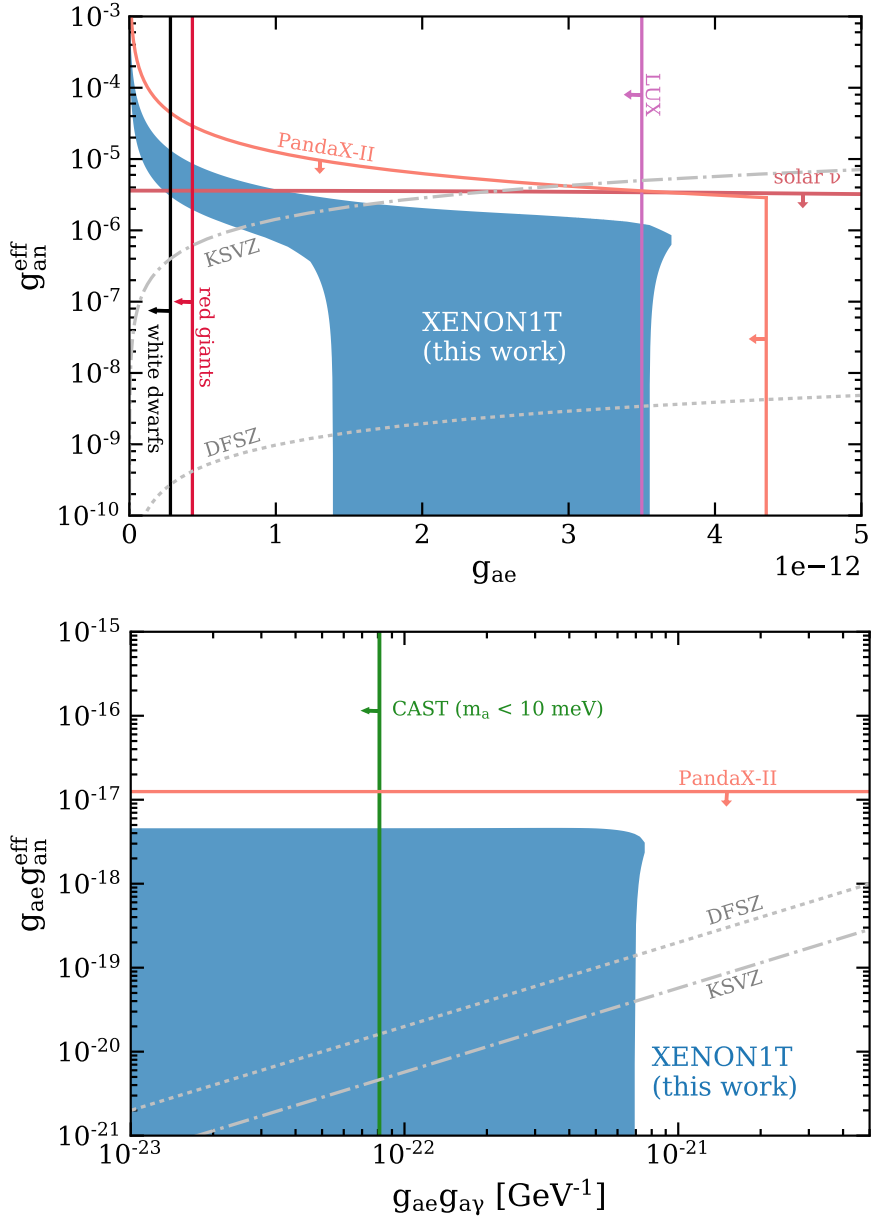 10⁻³
10⁻⁴
10⁻⁵
10⁻⁶
10⁻⁷
10⁻⁸
10⁻⁹
10⁻¹⁰
g_an^eff
PandaX-II
LUX
solar ν
KSVZ
white dwarfs
red giants
XENON1T
(this work)
DFSZ
0 1 2 3 4 5
g_ae
1e−12
10⁻¹⁵
10⁻¹⁶
10⁻¹⁷
10⁻¹⁸
10⁻¹⁹
10⁻²⁰
10⁻²¹
g_ae g_an^eff
CAST (m_a < 10 meV)
PandaX-II
DFSZ
KSVZ
XENON1T
(this work)
10⁻²³ 10⁻²² 10⁻²¹
g_ae g_aγ [GeV⁻¹]